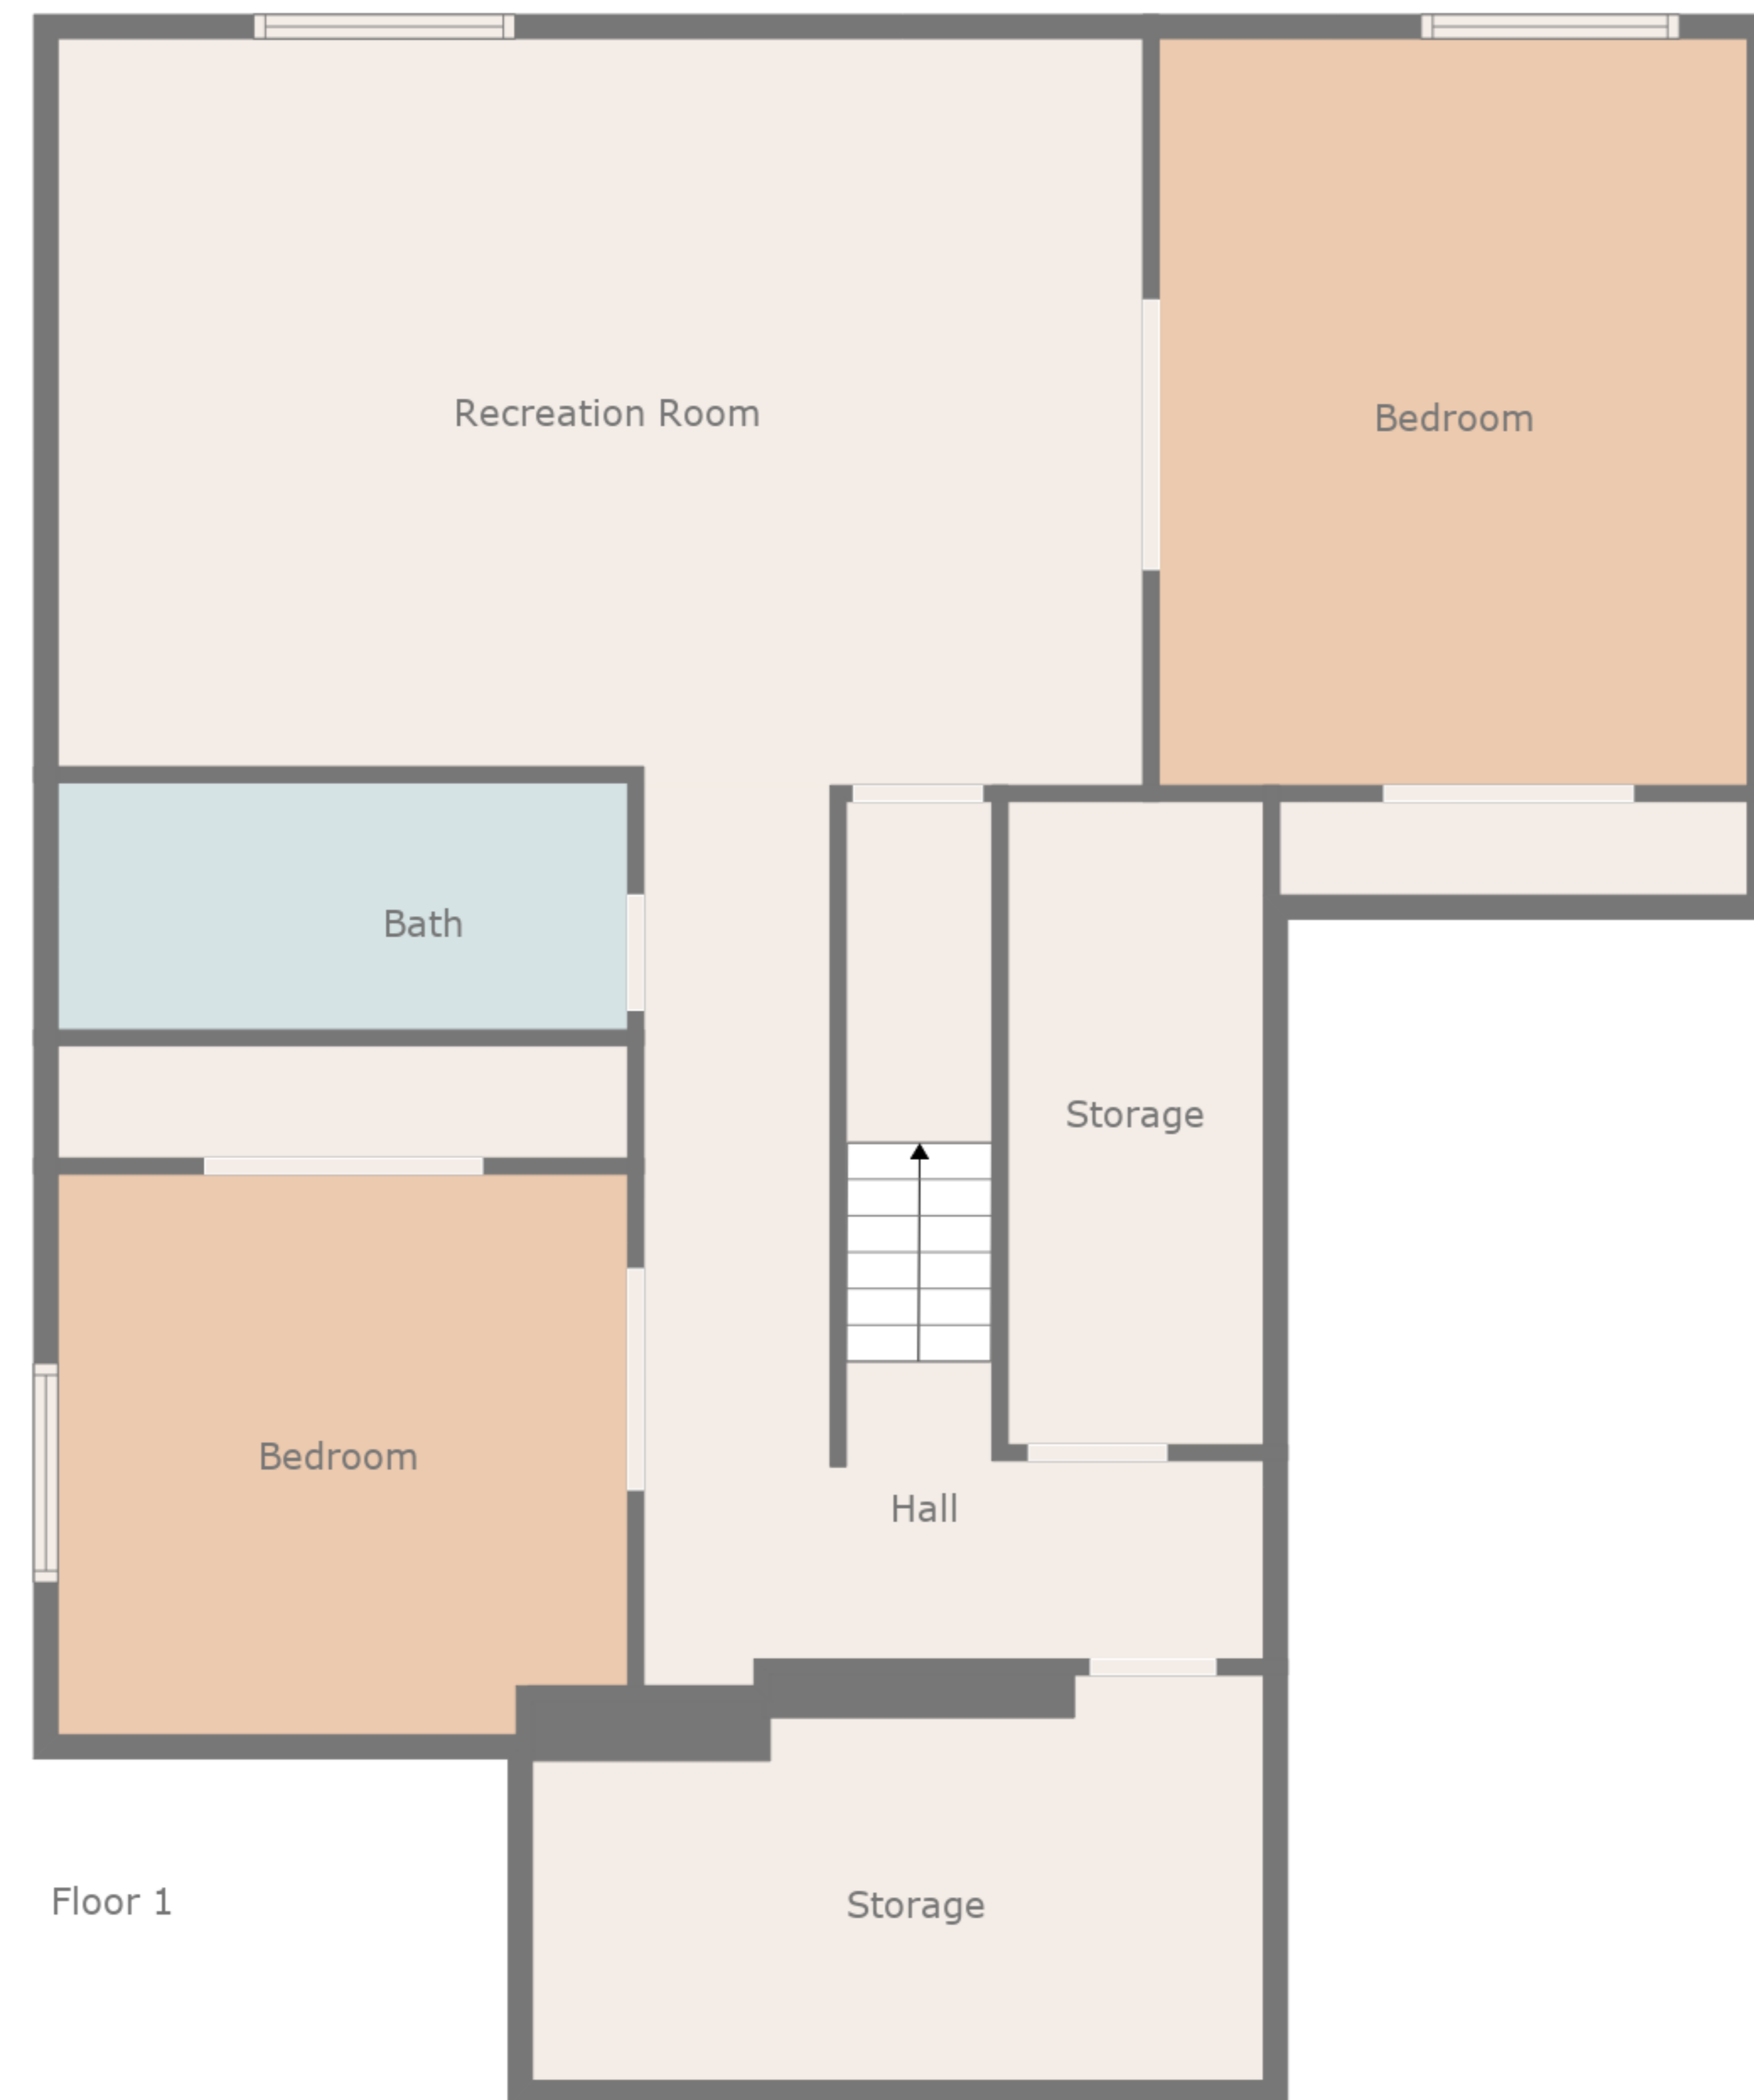 Recreation Room
Bedroom
Bath
Storage
Bedroom
Hall
Floor 1
Storage